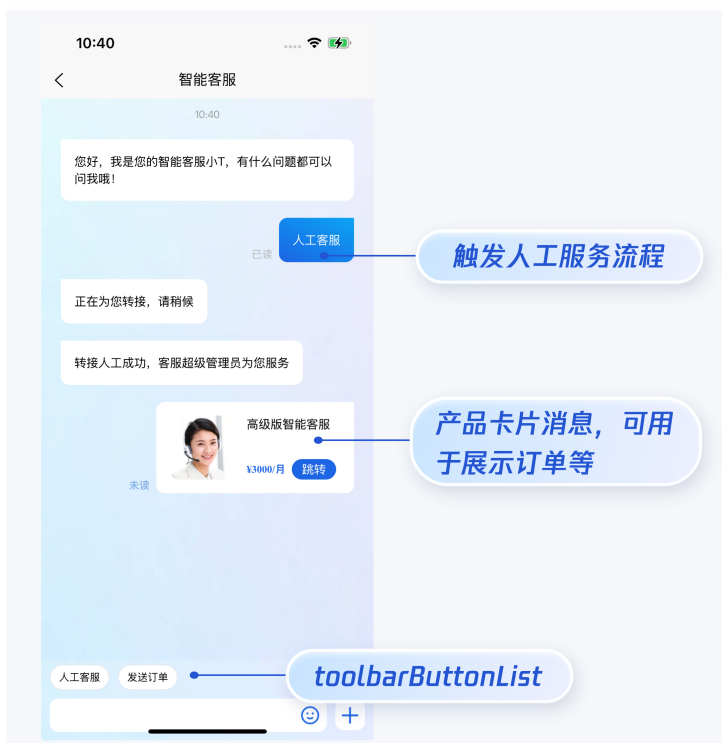 10:40
智能客服
10:40
您好，我是您的智能客服小T，有什么问题都可以
问我哦！
人工客服
已读
触发人工服务流程
正在为您转接，请稍候
转接人工成功，客服超级管理员为您服务
高级版智能客服
¥3000/月 跳转
未读
产品卡片消息，可用
于展示订单等
人工客服 发送订单
toolbarButtonList